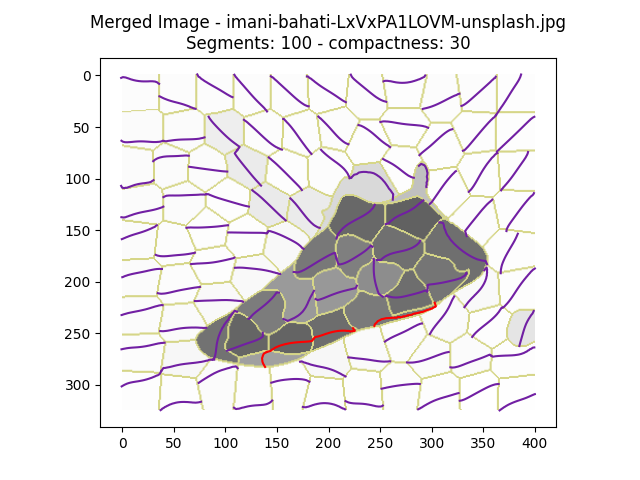 Merged Image - imani-bahati-LxVxPA1LOVM-unsplash.jpg
Segments: 100 - compactness: 30
0
50
100
150
200
250
300
0 50 100 150 200 250 300 350 400